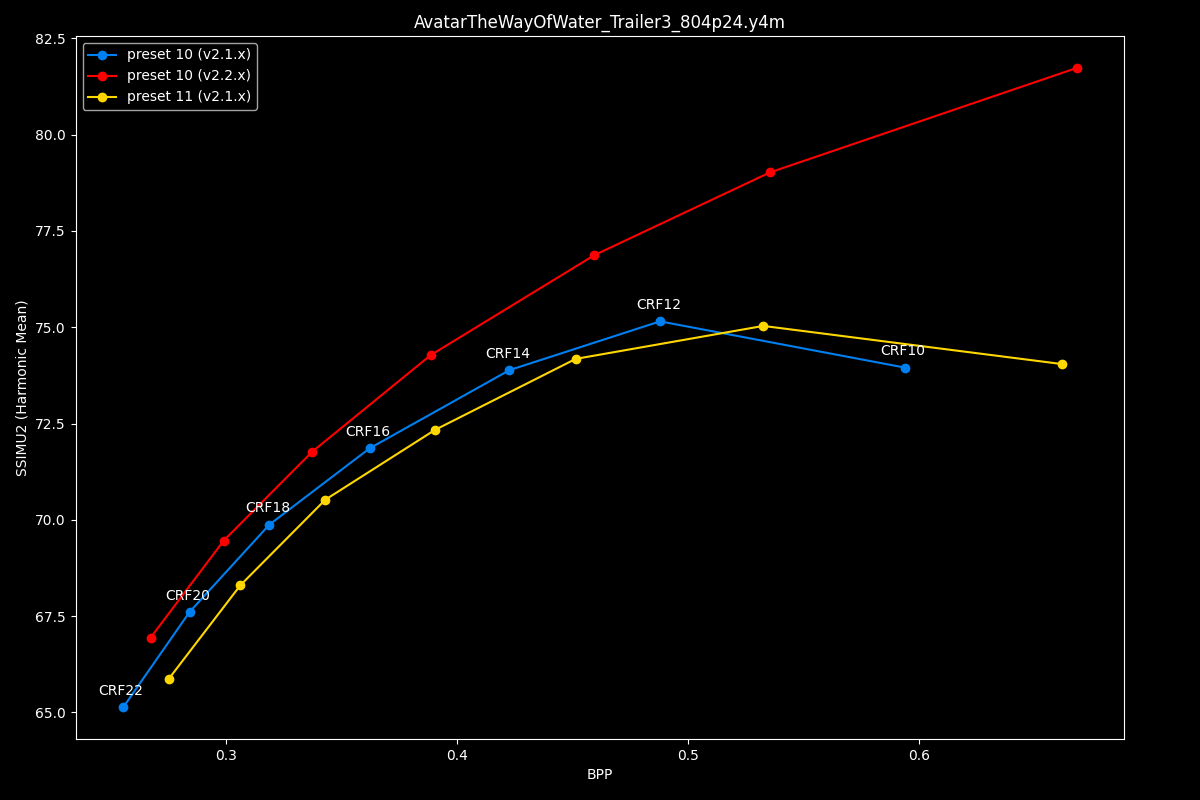 AvatarTheWayOfWater_Trailer3_804p24.y4m
preset 10 (v2.1.x)
preset 10 (v2.2.x)
preset 11 (v2.1.x)
82.5
80.0
77.5
75.0
72.5
70.0
67.5
65.0
SSIMU2 (Harmonic Mean)
CRF12
CRF10
CRF14
CRF16
CRF18
CRF20
CRF22
0.3
0.4
0.5
0.6
BPP